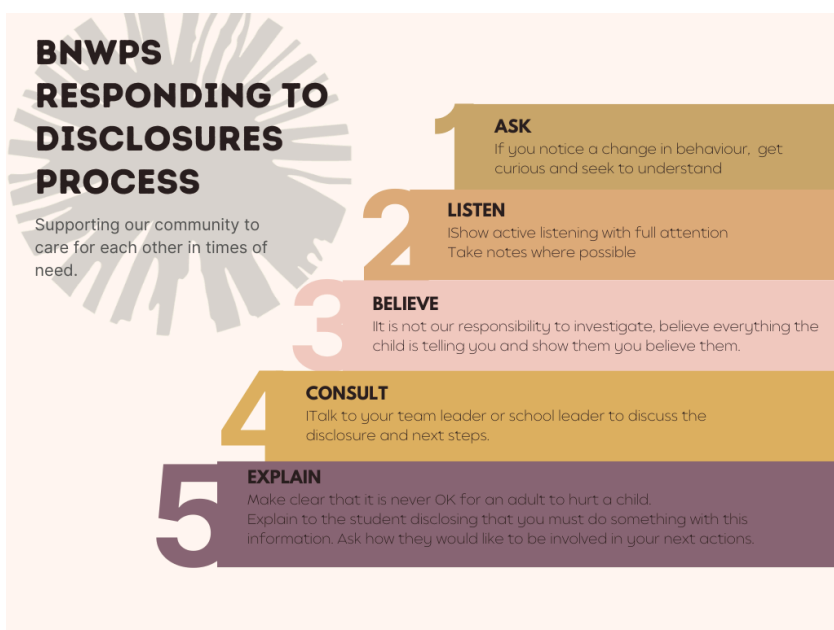 BNWPS
RESPONDING TO
DISCLOSURES
PROCESS
Supporting our community to
care for each other in times of
need.
1
ASK
If you notice a change in behaviour, get
curious and seek to understand
2
LISTEN
IShow active listening with full attention
Take notes where possible
3
BELIEVE
IIt is not our responsibility to investigate, believe everything the
child is telling you and show them you believe them.
4
CONSULT
ITalk to your team leader or school leader to discuss the
disclosure and next steps.
5
EXPLAIN
Make clear that it is never OK for an adult to hurt a child.
Explain to the student disclosing that you must do something with this
information. Ask how they would like to be involved in your next actions.